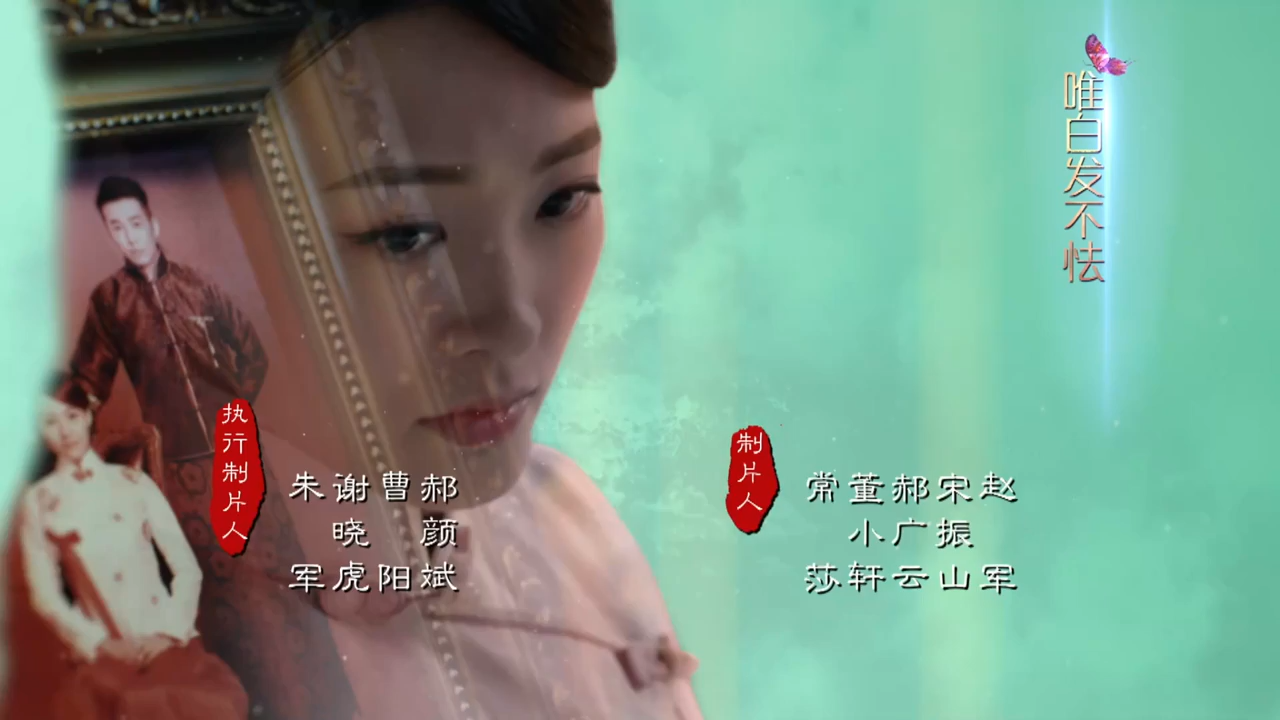 唯白发不怯
执行制片人
朱军
谢晓虎
曹阳
郝颜斌
制片人
常莎
董小轩
郝广云
宋振山
赵军